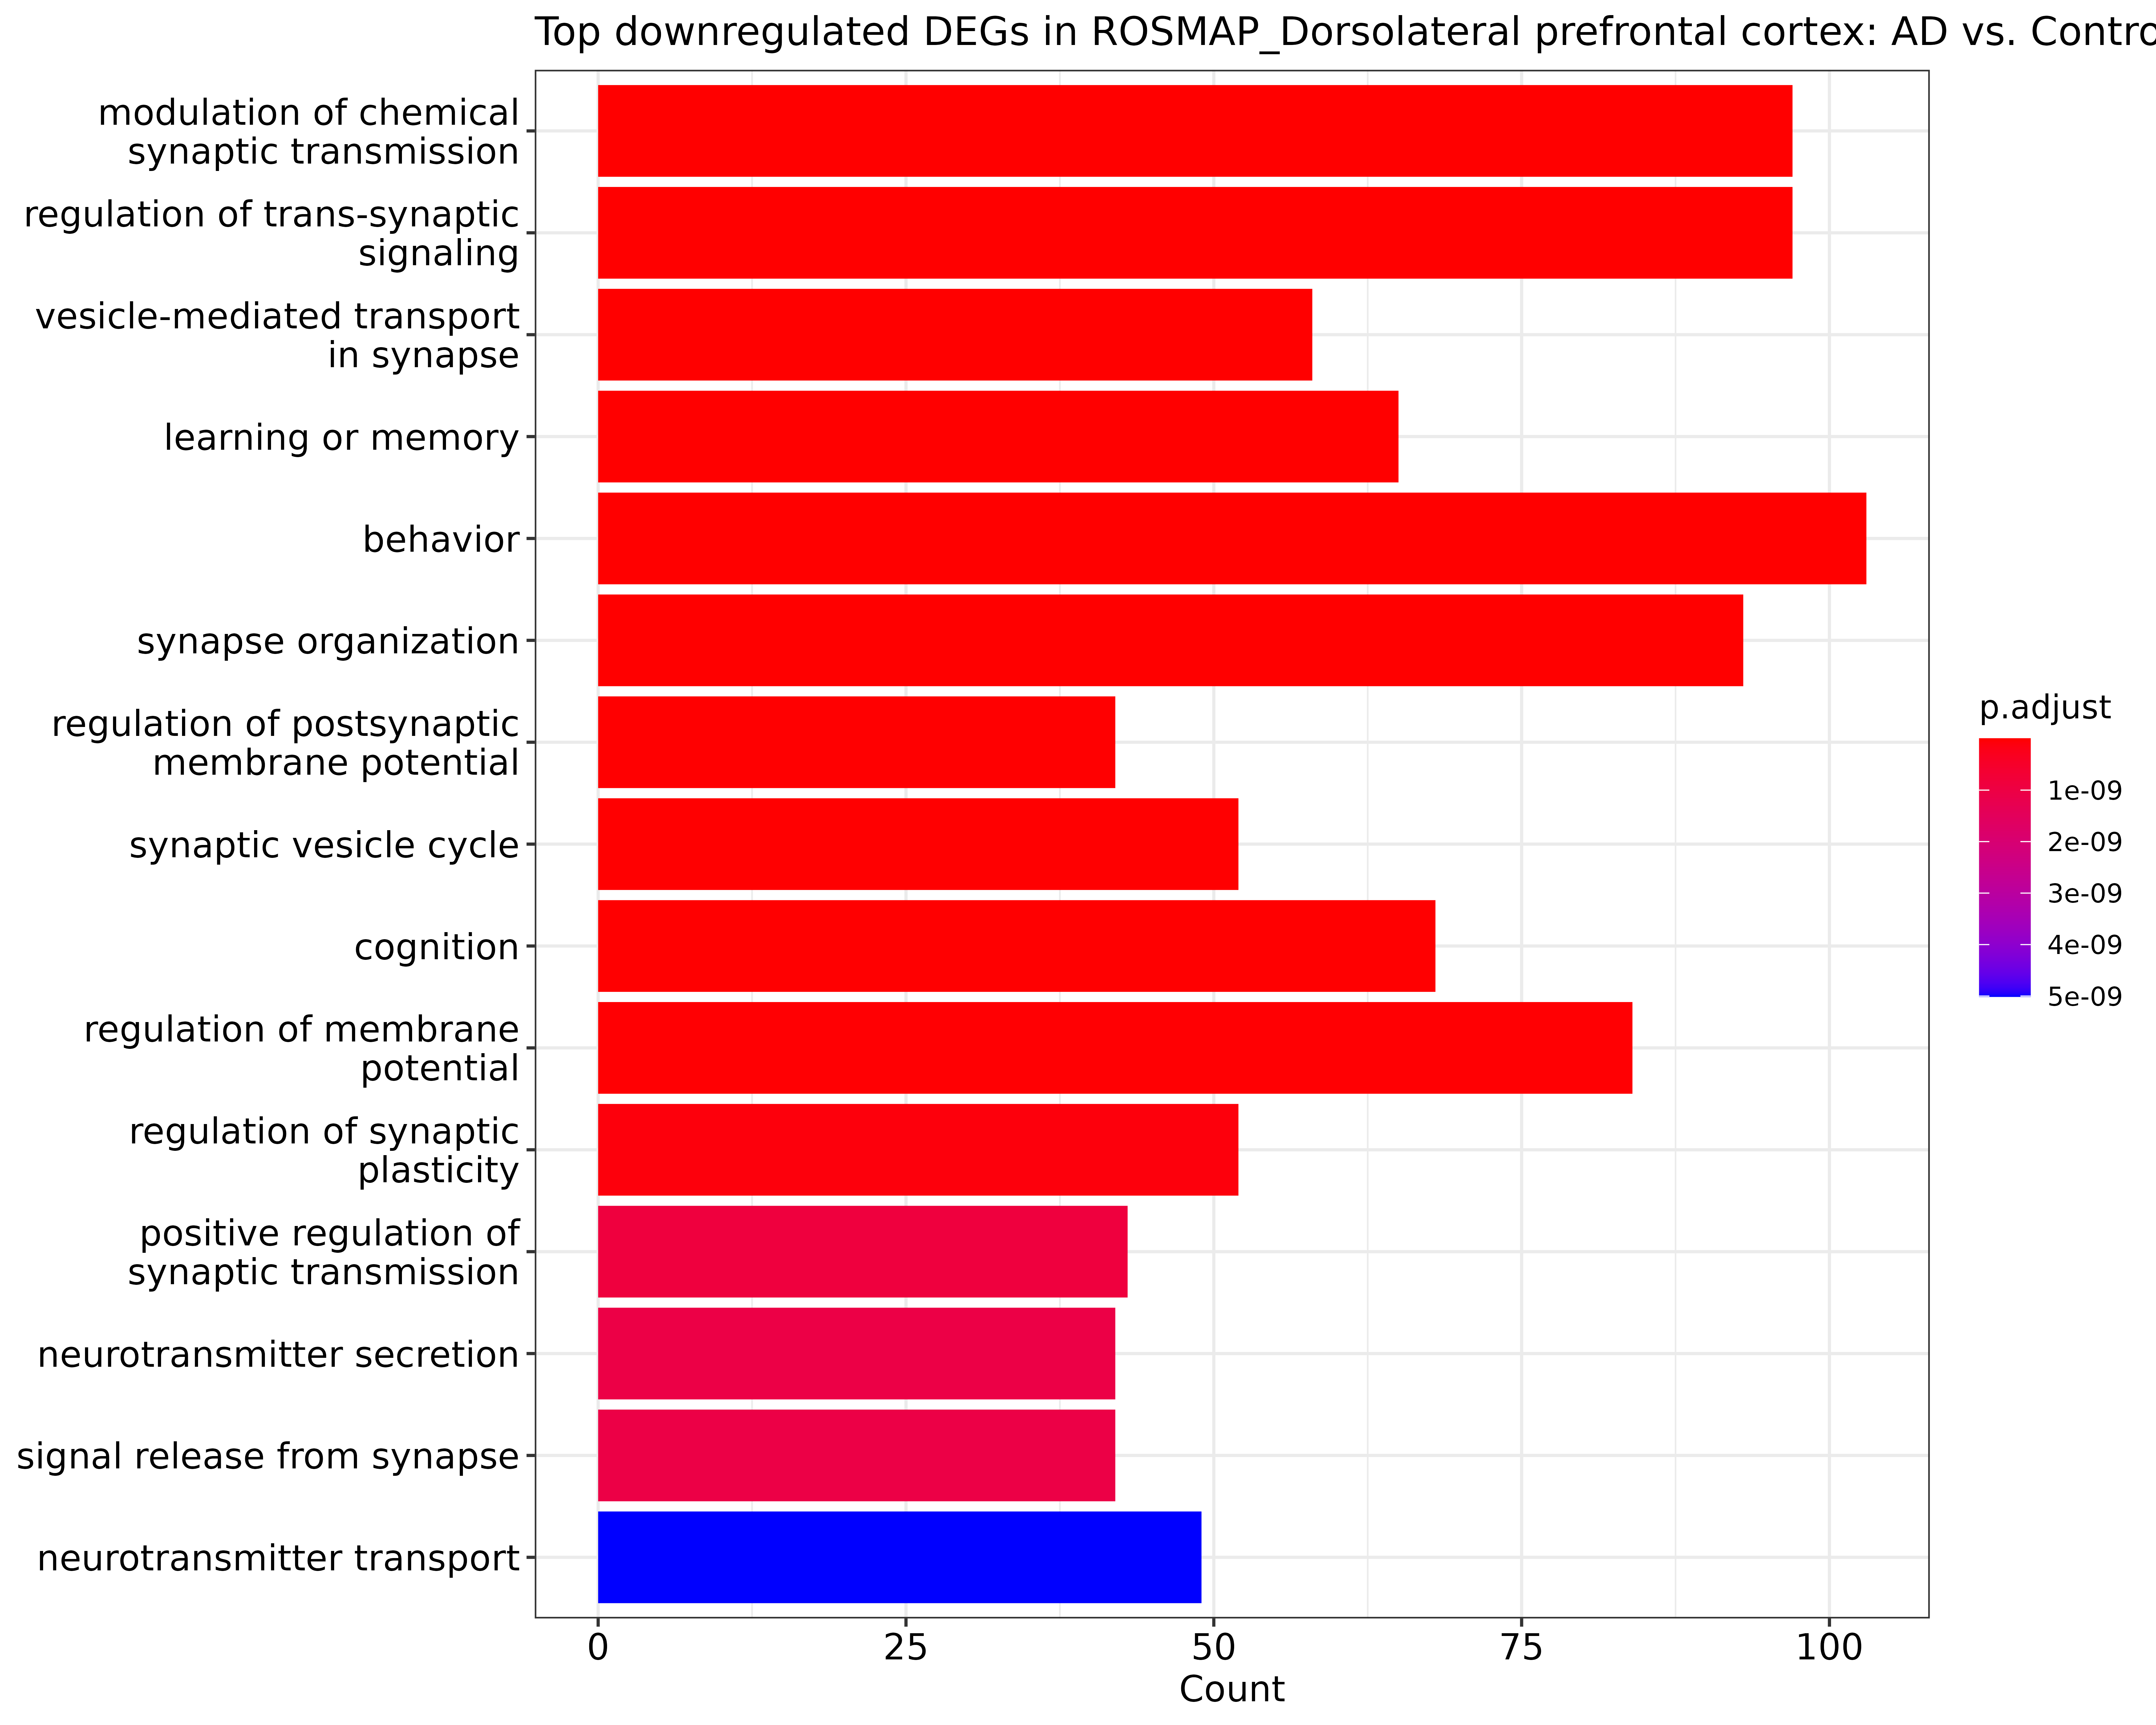 Top downregulated DEGs in ROSMAP_Dorsolateral prefrontal cortex: AD vs. Contro
modulation of chemical
synaptic transmission
regulation of trans-synaptic
signaling
vesicle-mediated transport
in synapse
learning or memory
behavior
synapse organization
regulation of postsynaptic
membrane potential
synaptic vesicle cycle
cognition
regulation of membrane
potential
regulation of synaptic
plasticity
positive regulation of
synaptic transmission
neurotransmitter secretion
signal release from synapse
neurotransmitter transport
0 25 50 75 100
Count
p.adjust
1e-09
2e-09
3e-09
4e-09
5e-09